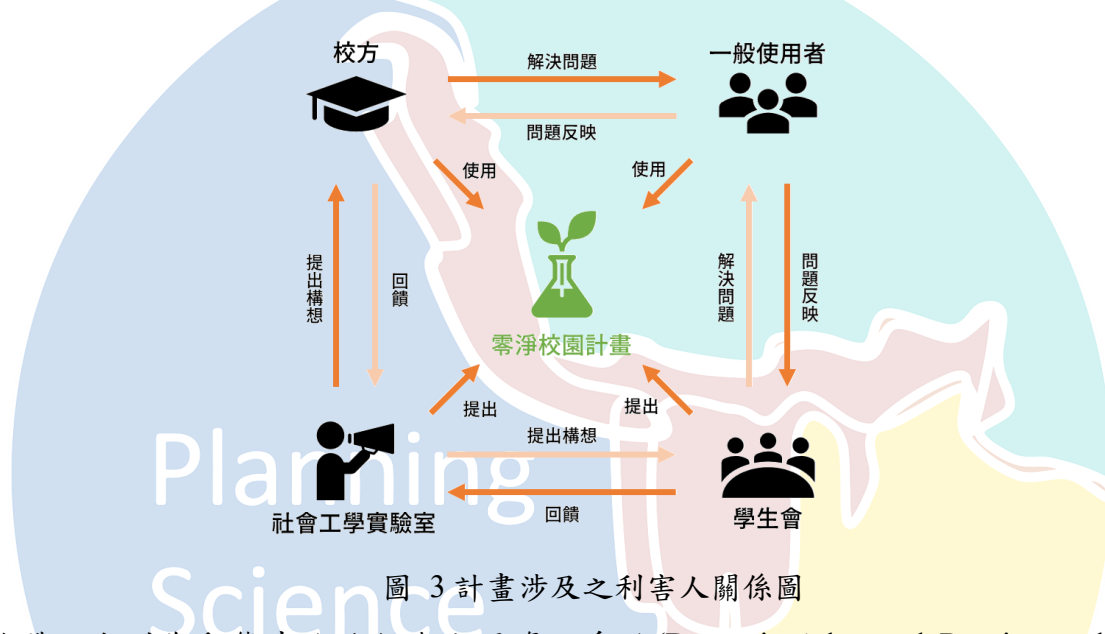 校方
一般使用者
解決問題
問題反映
使用
使用
提出構想
回饋
解決問題
問題反映
零淨校園計畫
提出
提出
提出構想
回饋
社會工學實驗室
學生會
Planning
Science
圖 3 計畫涉及之利害人關係圖